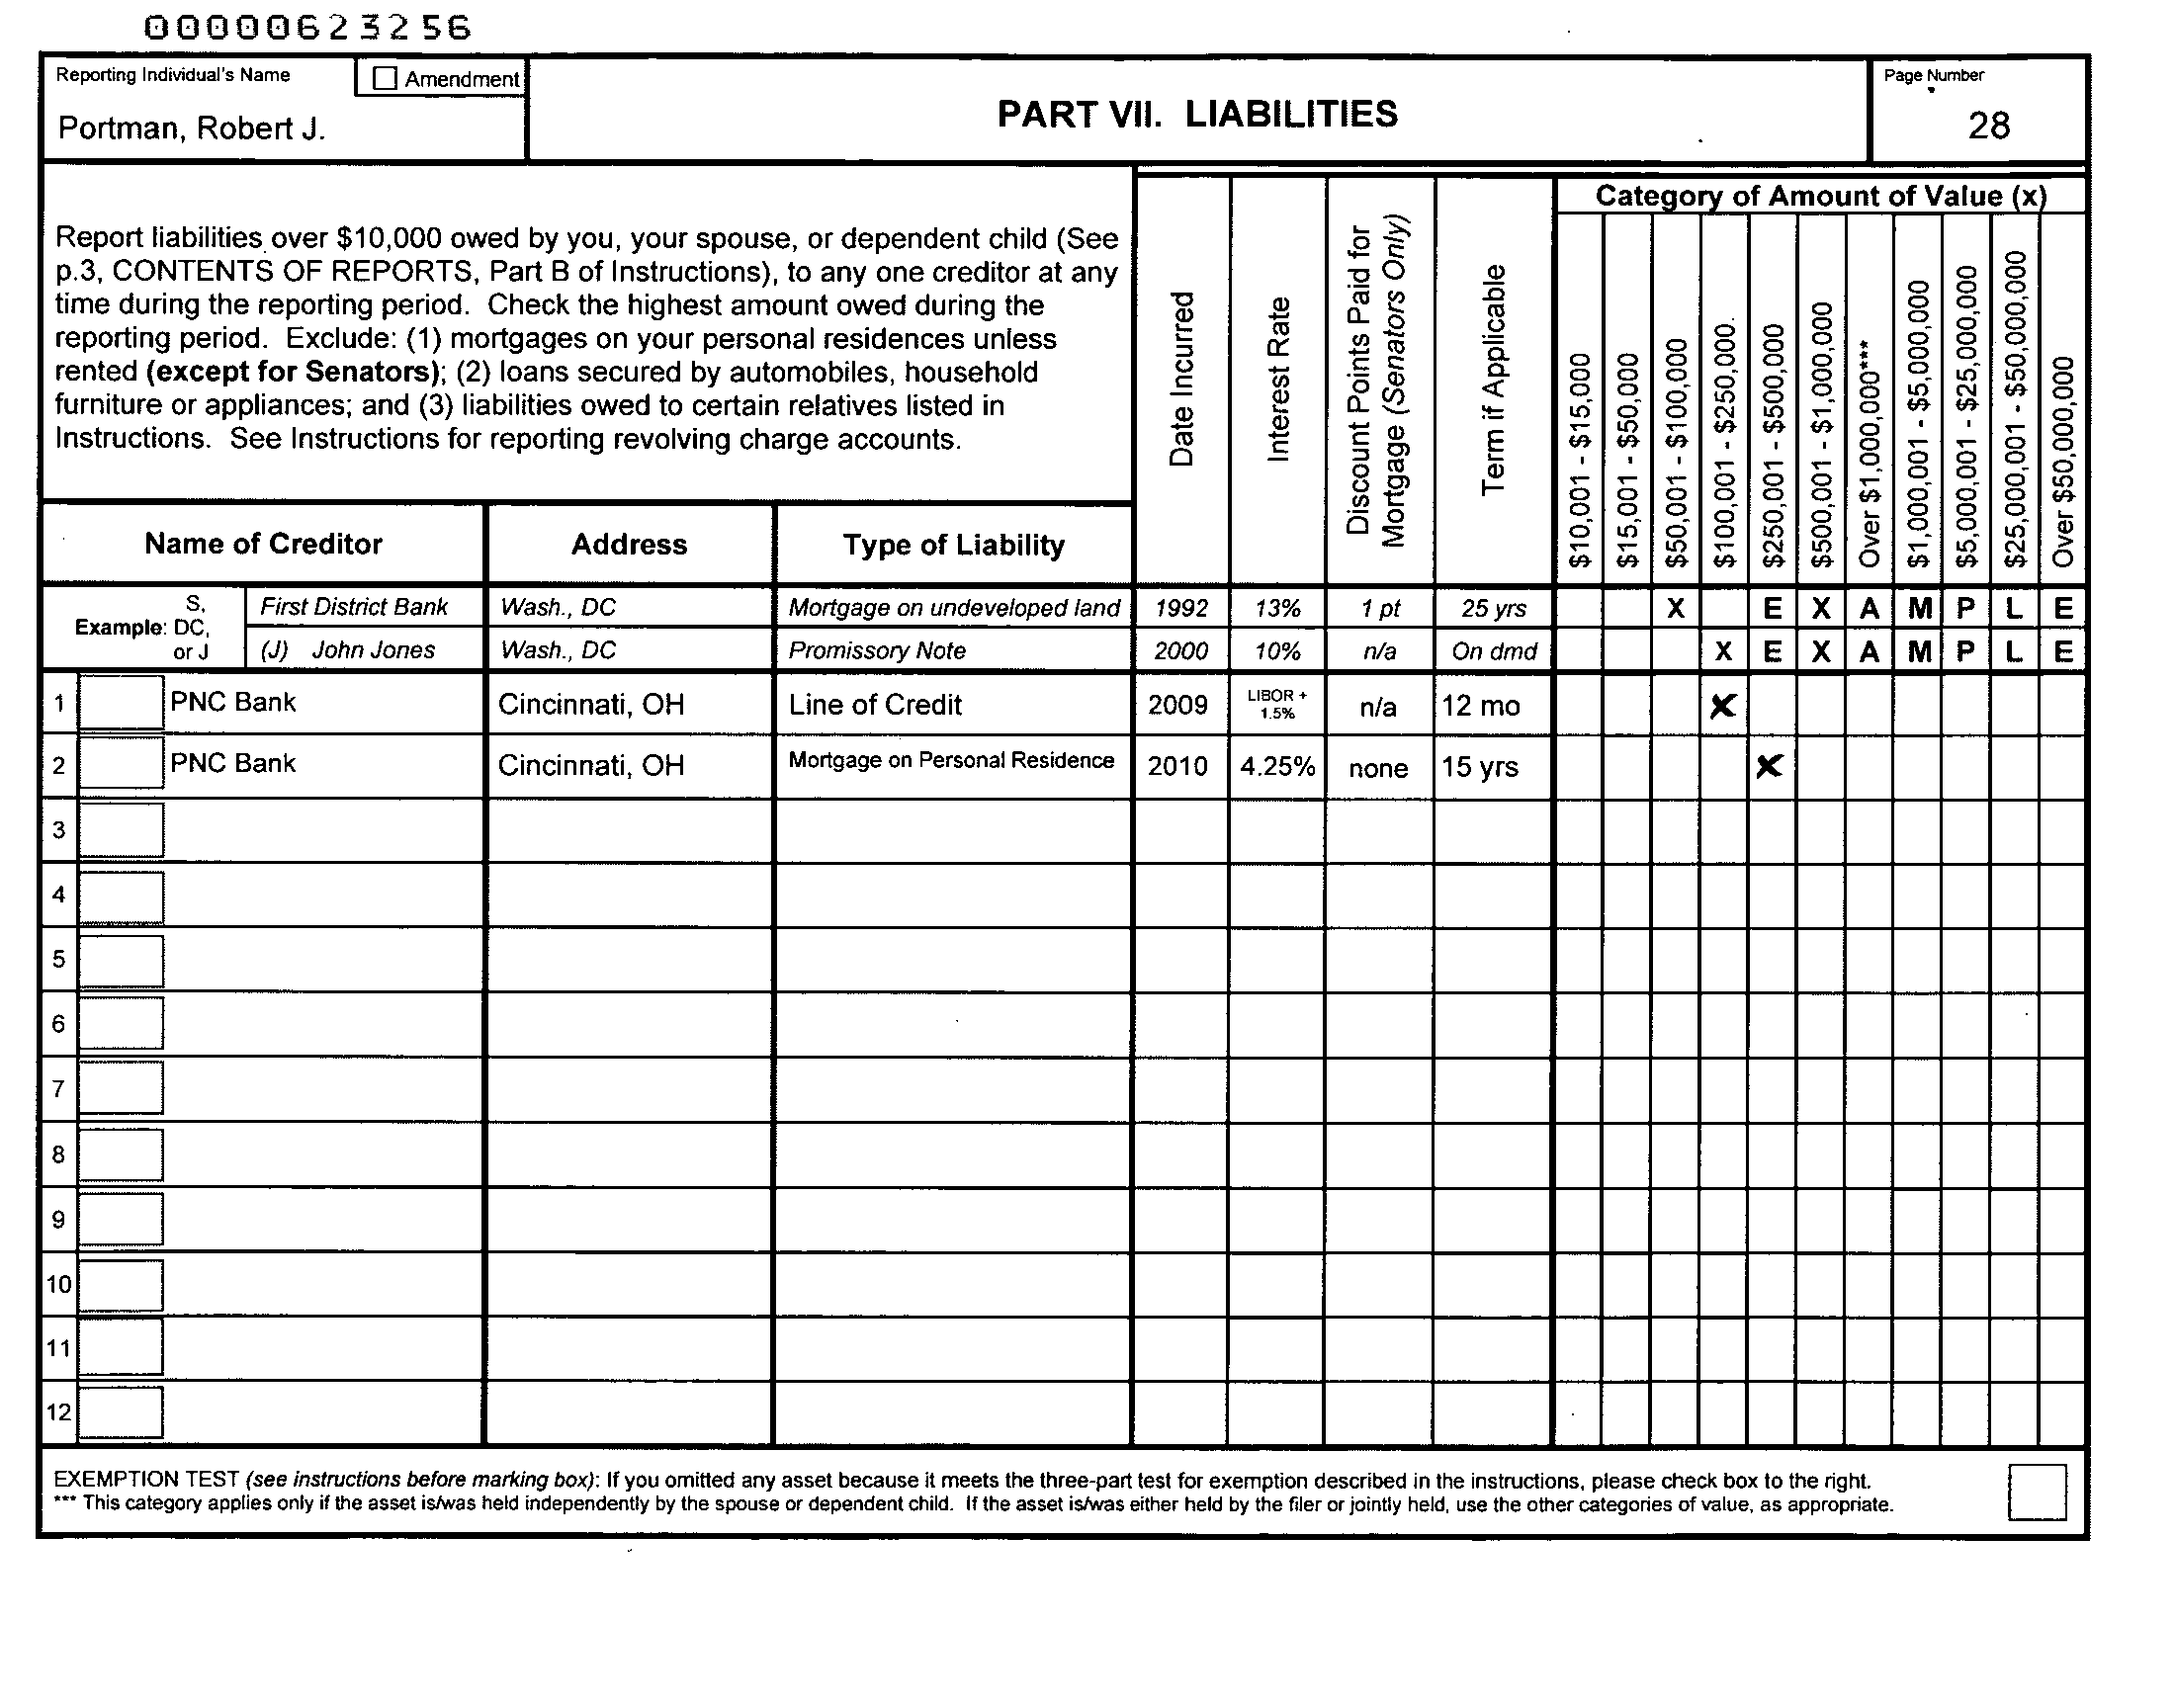 00000623256
Reporting Individual's Name
Amendment
Portman, Robert J.
PART VII. LIABILITIES
Page Number
28
Report liabilities over $10,000 owed by you, your spouse, or dependent child (See
p.3, CONTENTS OF REPORTS, Part B of Instructions), to any one creditor at any
time during the reporting period. Check the highest amount owed during the
reporting period. Exclude: (1) mortgages on your personal residences unless
rented (except for Senators); (2) loans secured by automobiles, household
furniture or appliances; and (3) liabilities owed to certain relatives listed in
Instructions. See Instructions for reporting revolving charge accounts.
Date Incurred
Interest Rate
Discount Points Paid for
Mortgage (Senators Only)
Term if Applicable
Category of Amount of Value (x)
$10,001 - $15,000
$15,001 - $50,000
$50,001 - $100,000
$100,001 - $250,000.
$250,001 - $500,000
$500,001 - $1,000,000
Over $1,000,000***
$1,000,001 - $5,000,000
$5,000,001 - $25,000,000
$25,000,001 - $50,000,000
Over $50,000,000
Name of Creditor Address Type of Liability
Example: S, DC, or J
First District Bank Wash., DC Mortgage on undeveloped land 1992 13% 1 pt 25 yrs X E X A M P L E
(J) John Jones Wash., DC Promissory Note 2000 10% n/a On dmd X E X A M P L E
1 PNC Bank Cincinnati, OH Line of Credit 2009 LIBOR + 1.5% n/a 12 mo X
2 PNC Bank Cincinnati, OH Mortgage on Personal Residence 2010 4.25% none 15 yrs X
3
4
5
6
7
8
9
10
11
12
EXEMPTION TEST (see instructions before marking box): If you omitted any asset because it meets the three-part test for exemption described in the instructions, please check box to the right.
*** This category applies only if the asset is/was held independently by the spouse or dependent child. If the asset is/was either held by the filer or jointly held, use the other categories of value, as appropriate.